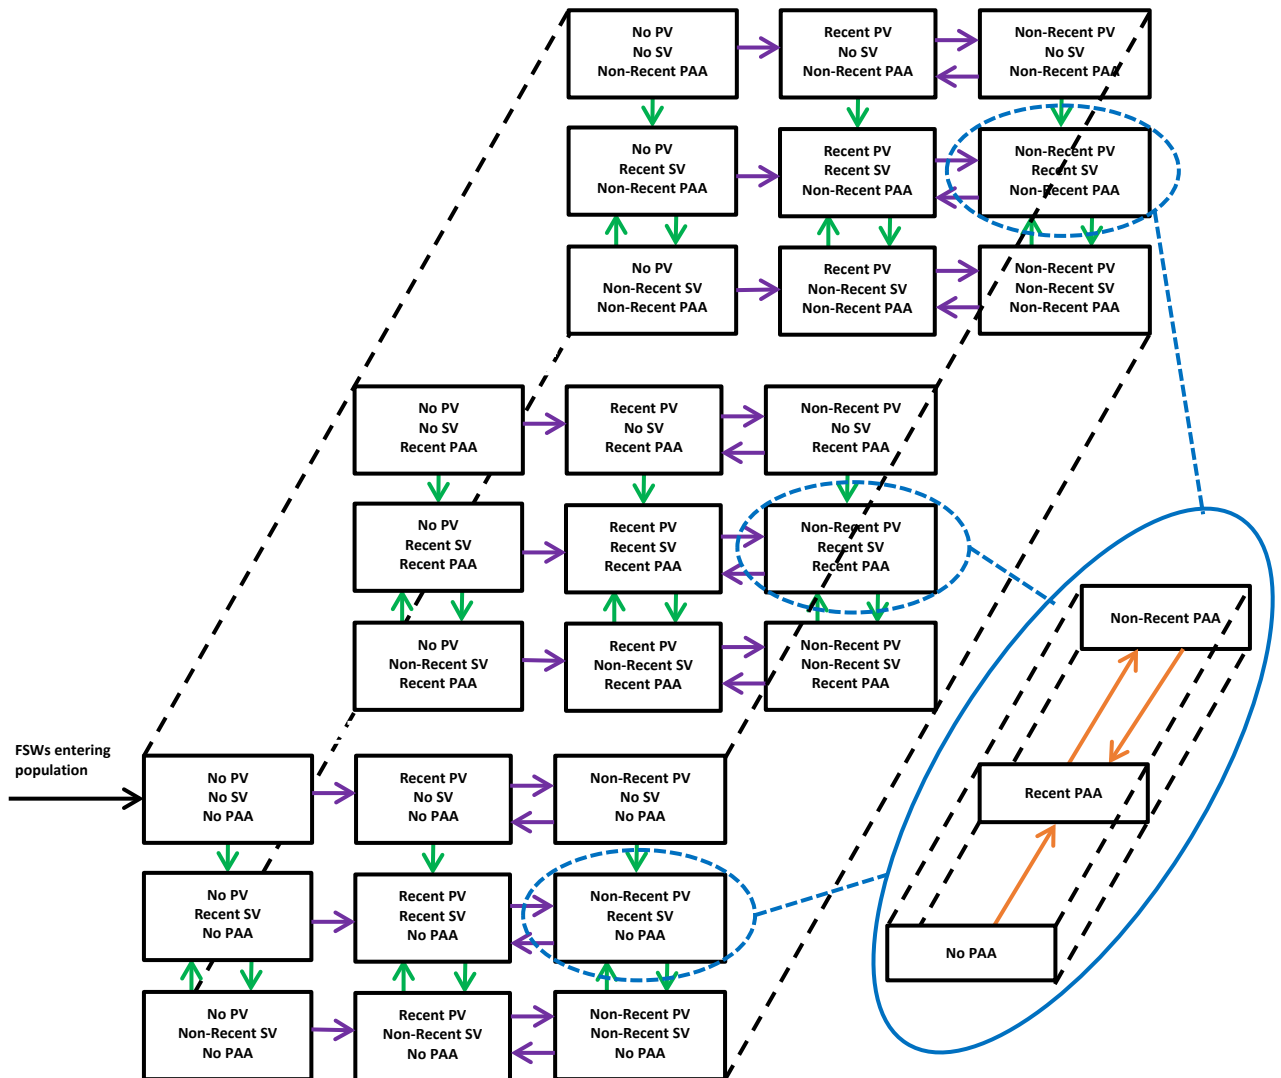 No PV
No SV
Non-Recent PAA
Recent PV
No SV
Non-Recent PAA
Non-Recent PV
No SV
Non-Recent PAA
No PV
Recent SV
Non-Recent PAA
Recent PV
Recent SV
Non-Recent PAA
Non-Recent PV
Recent SV
Non-Recent PAA
No PV
Non-Recent SV
Non-Recent PAA
Recent PV
Non-Recent SV
Non-Recent PAA
Non-Recent PV
Non-Recent SV
Non-Recent PAA
No PV
No SV
Recent PAA
Recent PV
No SV
Recent PAA
Non-Recent PV
No SV
Recent PAA
No PV
Recent SV
Recent PAA
Recent PV
Recent SV
Recent PAA
Non-Recent PV
Recent SV
Recent PAA
No PV
Non-Recent SV
Recent PAA
Recent PV
Non-Recent SV
Recent PAA
Non-Recent PV
Non-Recent SV
Recent PAA
FSWs entering
population
No PV
No SV
No PAA
Recent PV
No SV
No PAA
Non-Recent PV
No SV
No PAA
No PV
Recent SV
No PAA
Recent PV
Recent SV
No PAA
Non-Recent PV
Recent SV
No PAA
No PV
Non-Recent SV
No PAA
Recent PV
Non-Recent SV
No PAA
Non-Recent PV
Non-Recent SV
No PAA
Non-Recent PAA
Recent PAA
No PAA